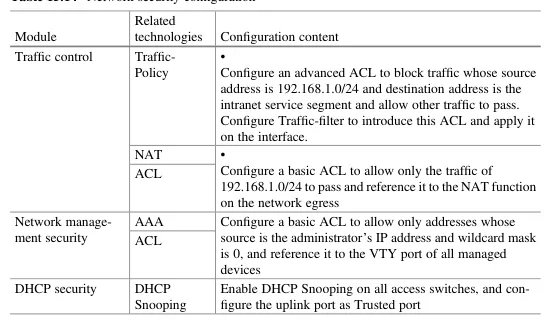 Module
Related
technologies
Configuration content
Traffic control
Traffic-
Policy
•
Configure an advanced ACL to block traffic whose source
address is 192.168.1.0/24 and destination address is the
intranet service segment and allow other traffic to pass.
Configure Traffic-filter to introduce this ACL and apply it
on the interface.
NAT
ACL
•
Configure a basic ACL to allow only the traffic of
192.168.1.0/24 to pass and reference it to the NAT function
on the network egress
Network manage-
ment security
AAA
ACL
Configure a basic ACL to allow only addresses whose
source is the administrator's IP address and wildcard mask
is 0, and reference it to the VTY port of all managed
devices
DHCP security
DHCP
Snooping
Enable DHCP Snooping on all access switches, and con-
figure the uplink port as Trusted port